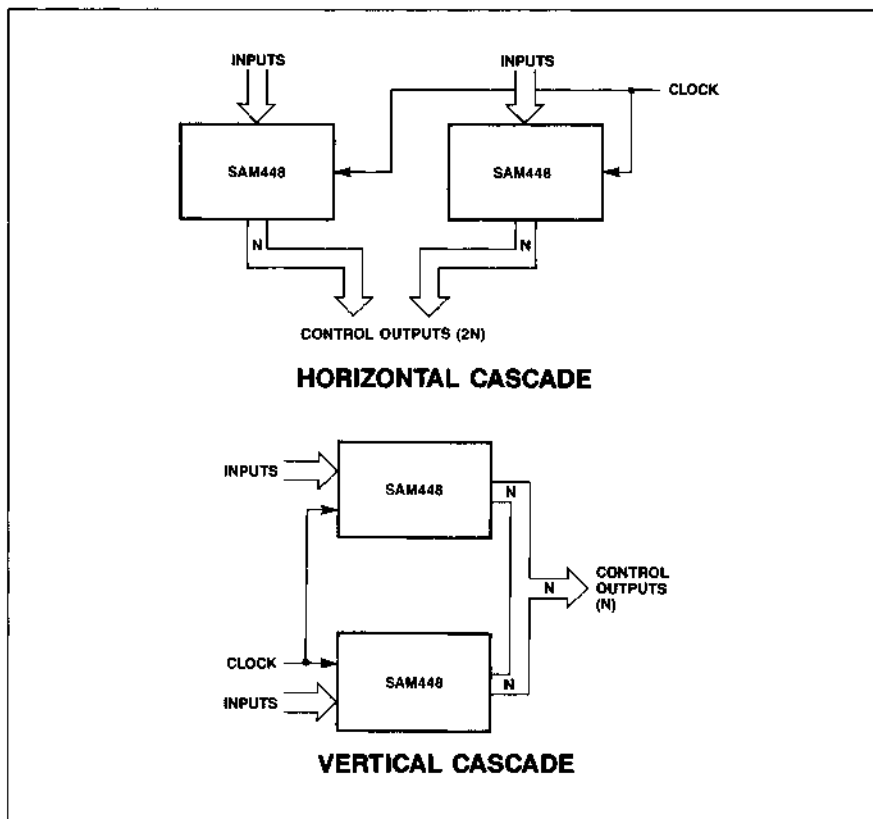 INPUTS
INPUTS
CLOCK
SAM448
SAM448
N
N
CONTROL OUTPUTS (2N)
HORIZONTAL CASCADE
INPUTS
SAM448
N
N
CONTROL
OUTPUTS
(N)
CLOCK
SAM448
N
INPUTS
VERTICAL CASCADE